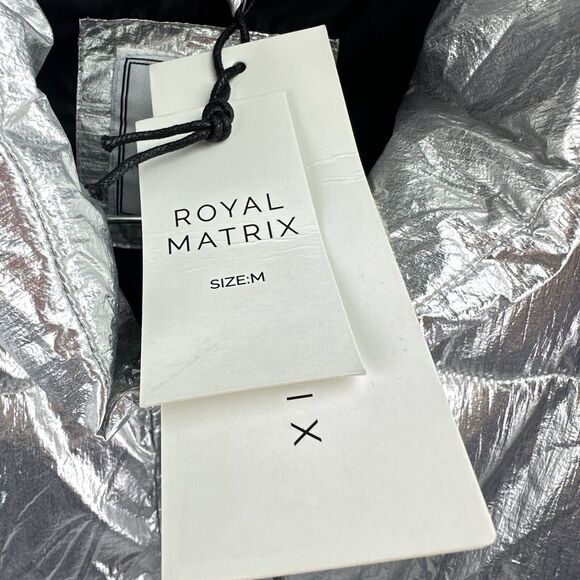 ROYAL
MATRIX
SIZE:M
I X